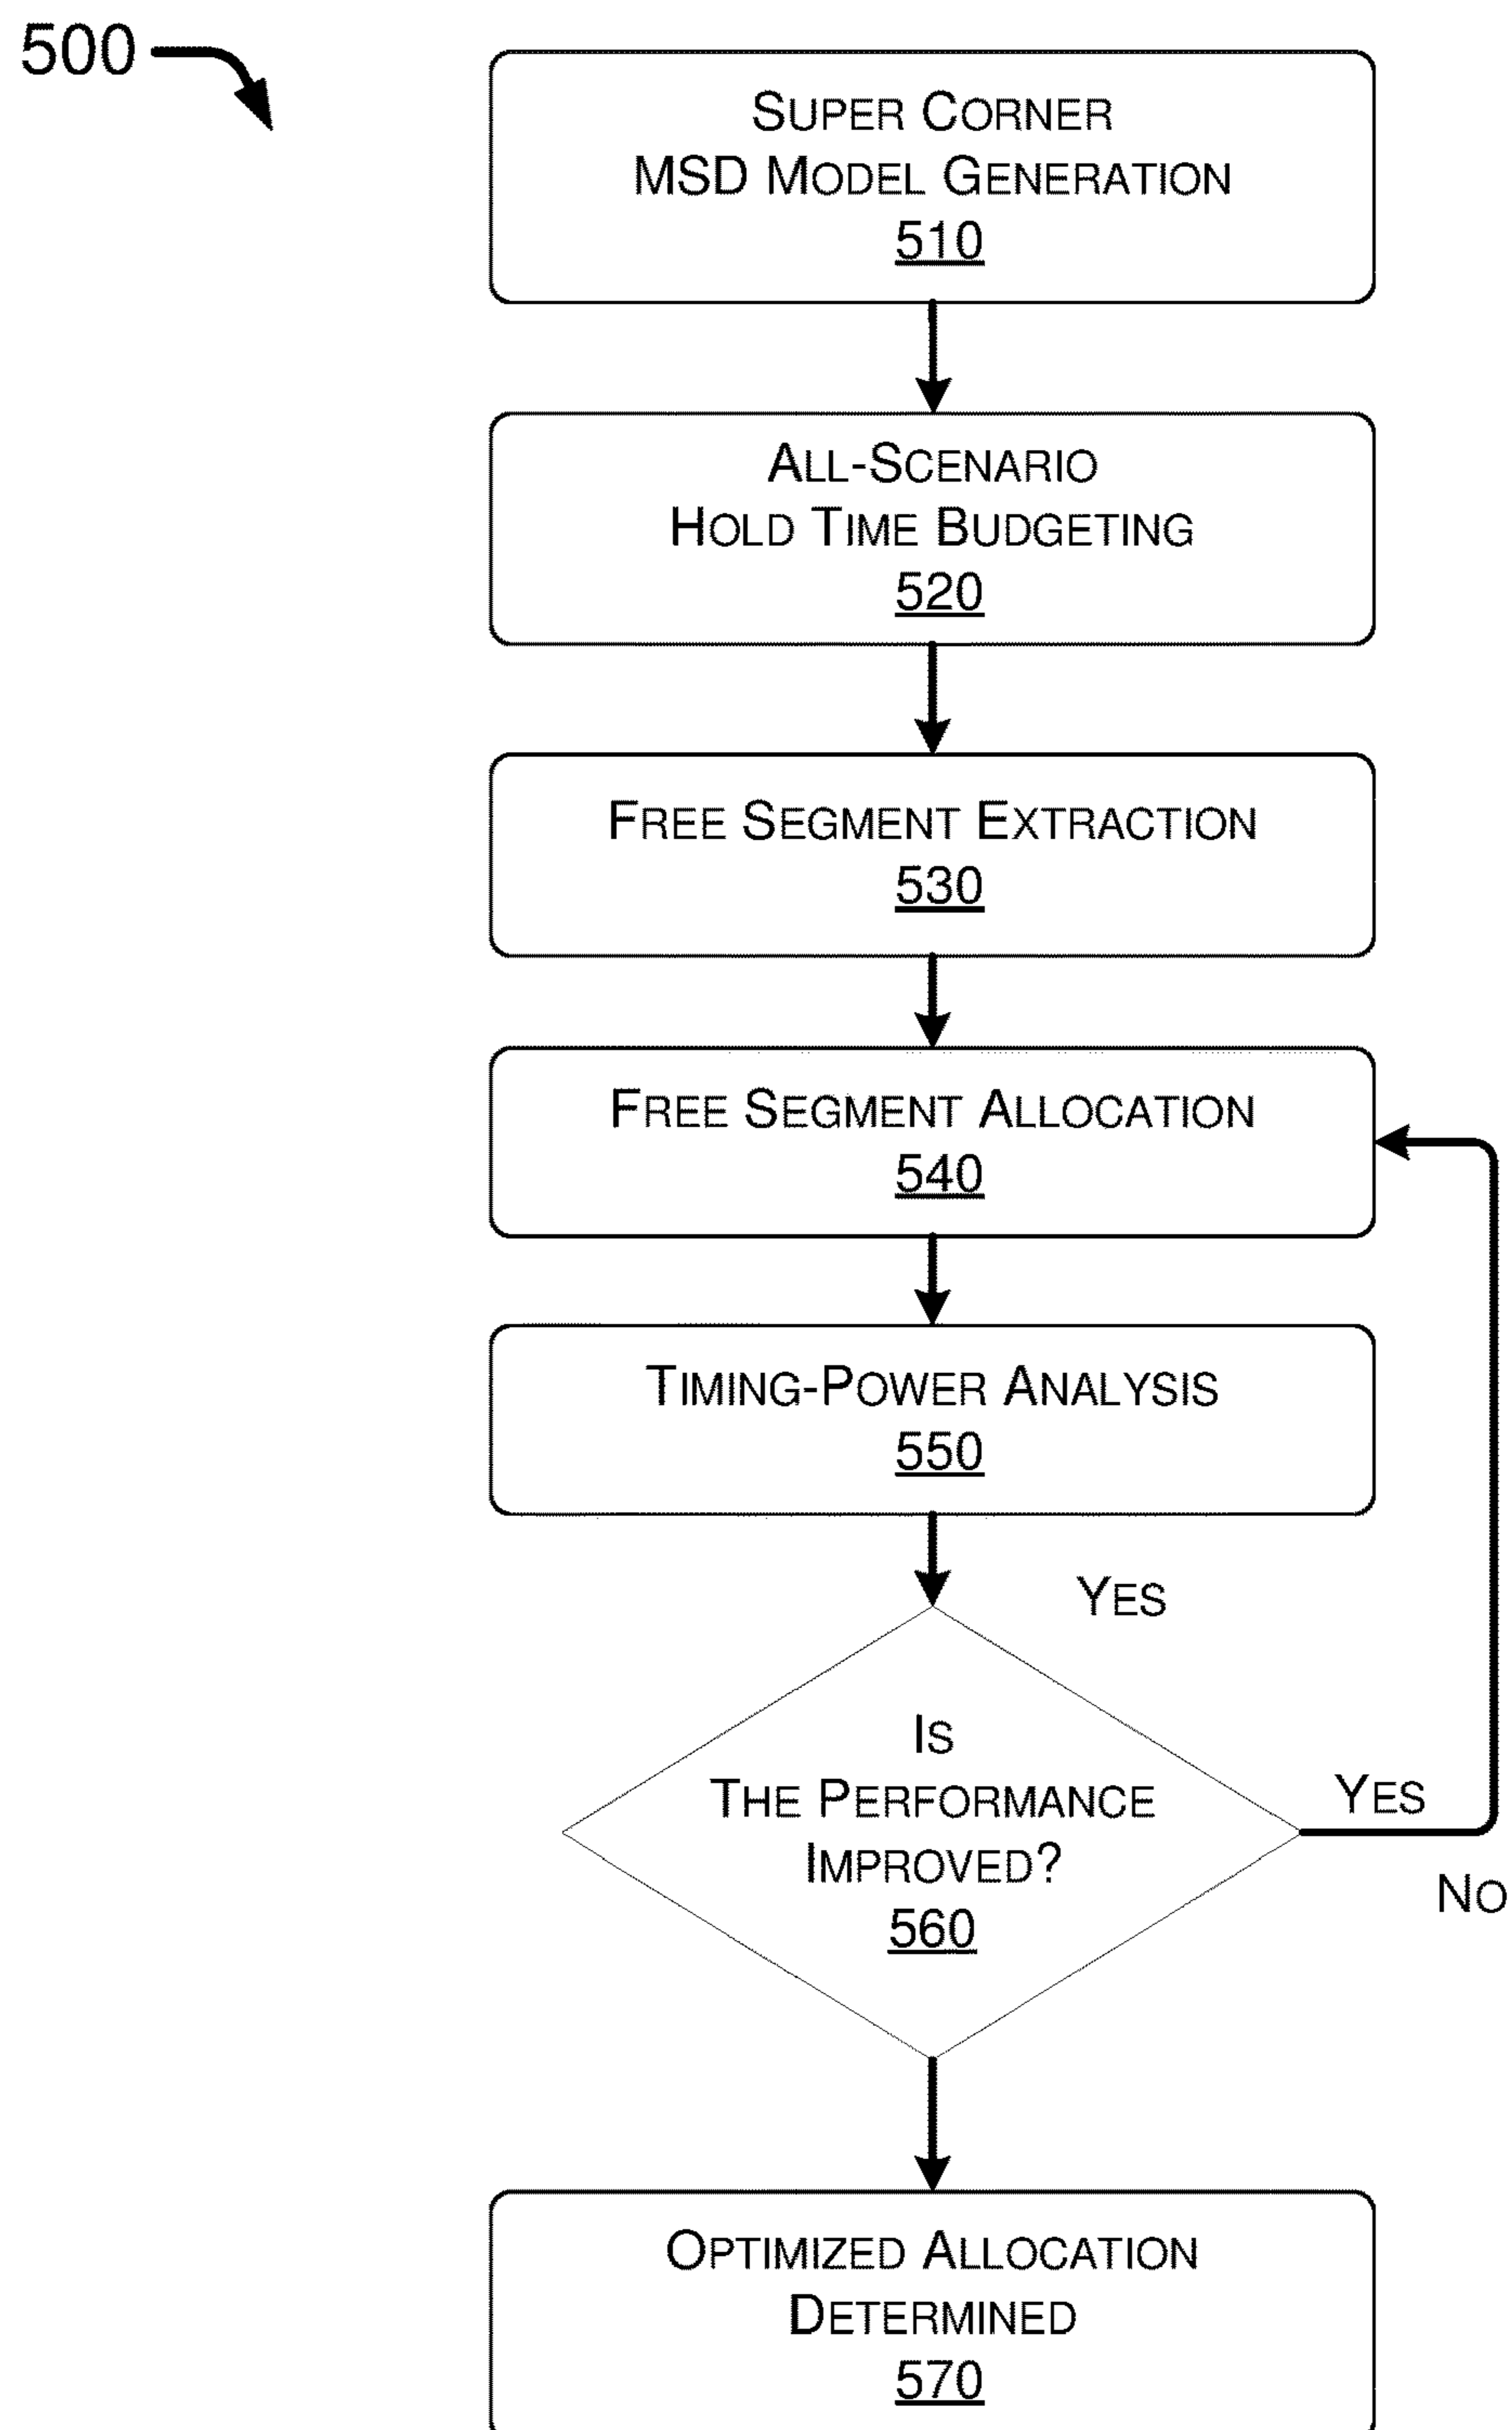 500
SUPER CORNER
MSD MODEL GENERATION
510
ALL-SCENARIO
HOLD TIME BUDGETING
520
FREE SEGMENT EXTRACTION
530
FREE SEGMENT ALLOCATION
540
TIMING-POWER ANALYSIS
550
YES
IS
THE PERFORMANCE
IMPROVED?
560
YES
NO
OPTIMIZED ALLOCATION
DETERMINED
570